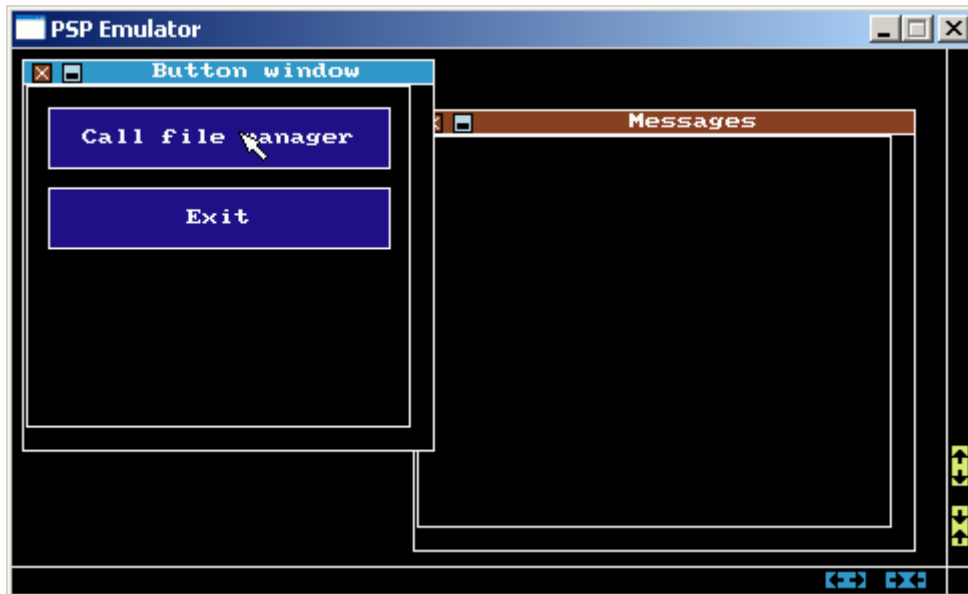 PSP Emulator
Button window
Call file manager
Exit
Messages